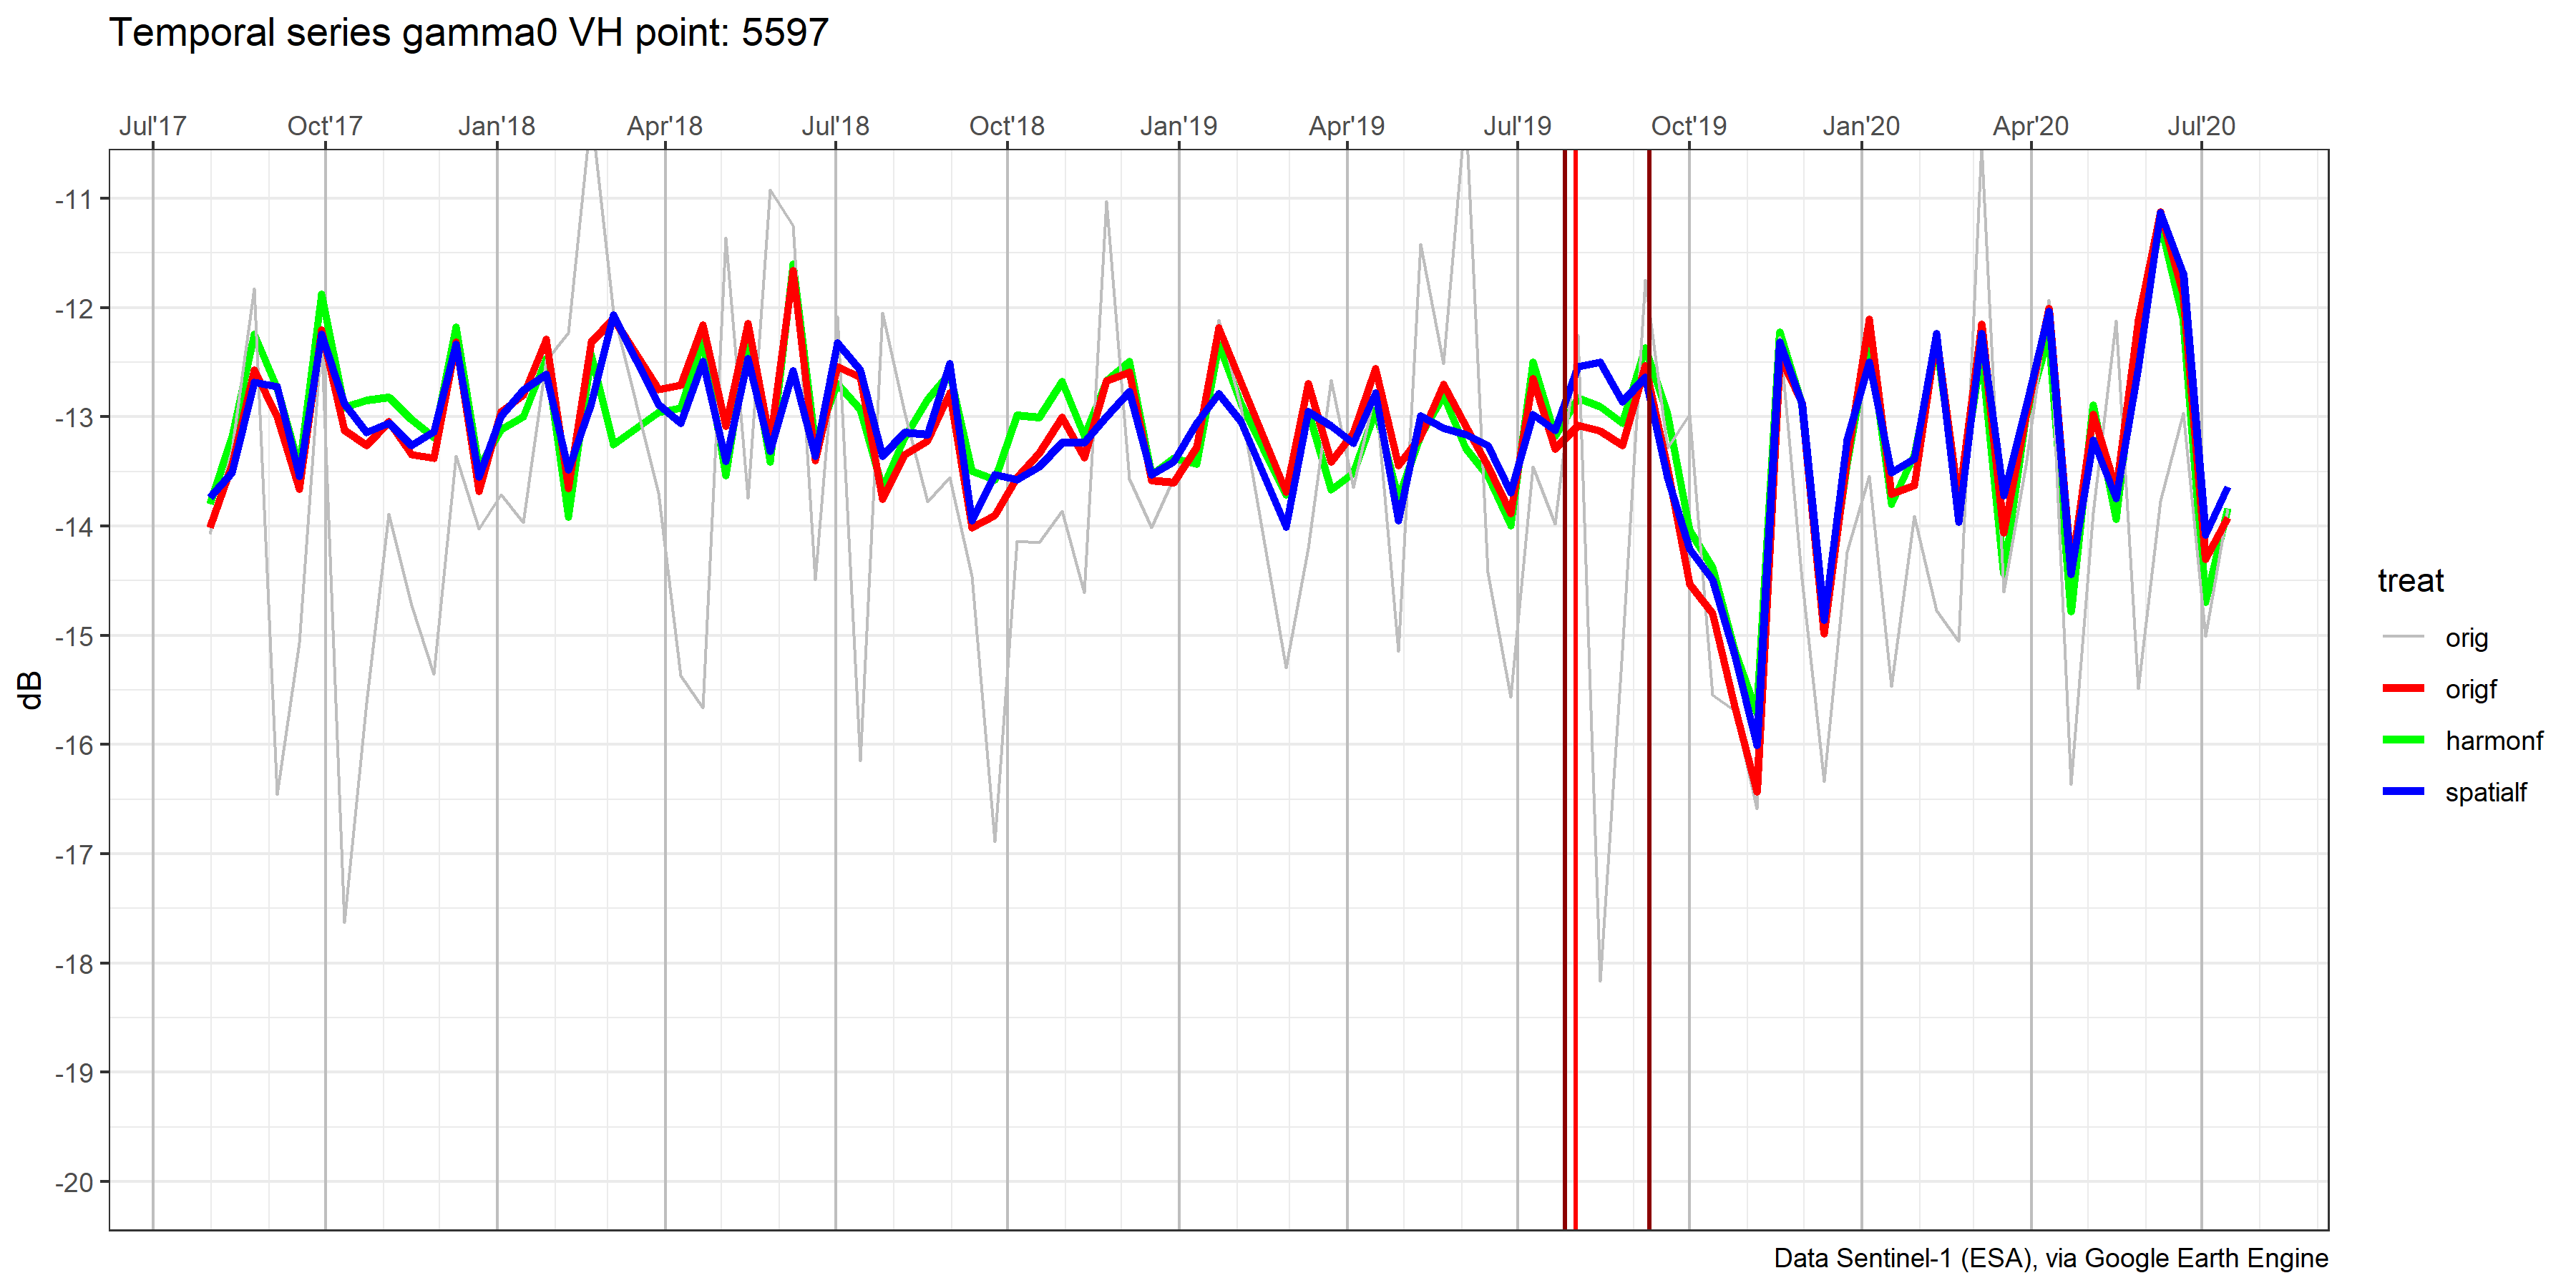 Temporal series gamma0 VH point: 5597
Jul'17 Oct'17 Jan'18 Apr'18 Jul'18 Oct'18 Jan'19 Apr'19 Jul'19 Oct'19 Jan'20 Apr'20 Jul'20
-11
-12
-13
-14
-15
-16
-17
-18
-19
-20
dB
treat
orig
origf
harmonf
spatialf
Data Sentinel-1 (ESA), via Google Earth Engine